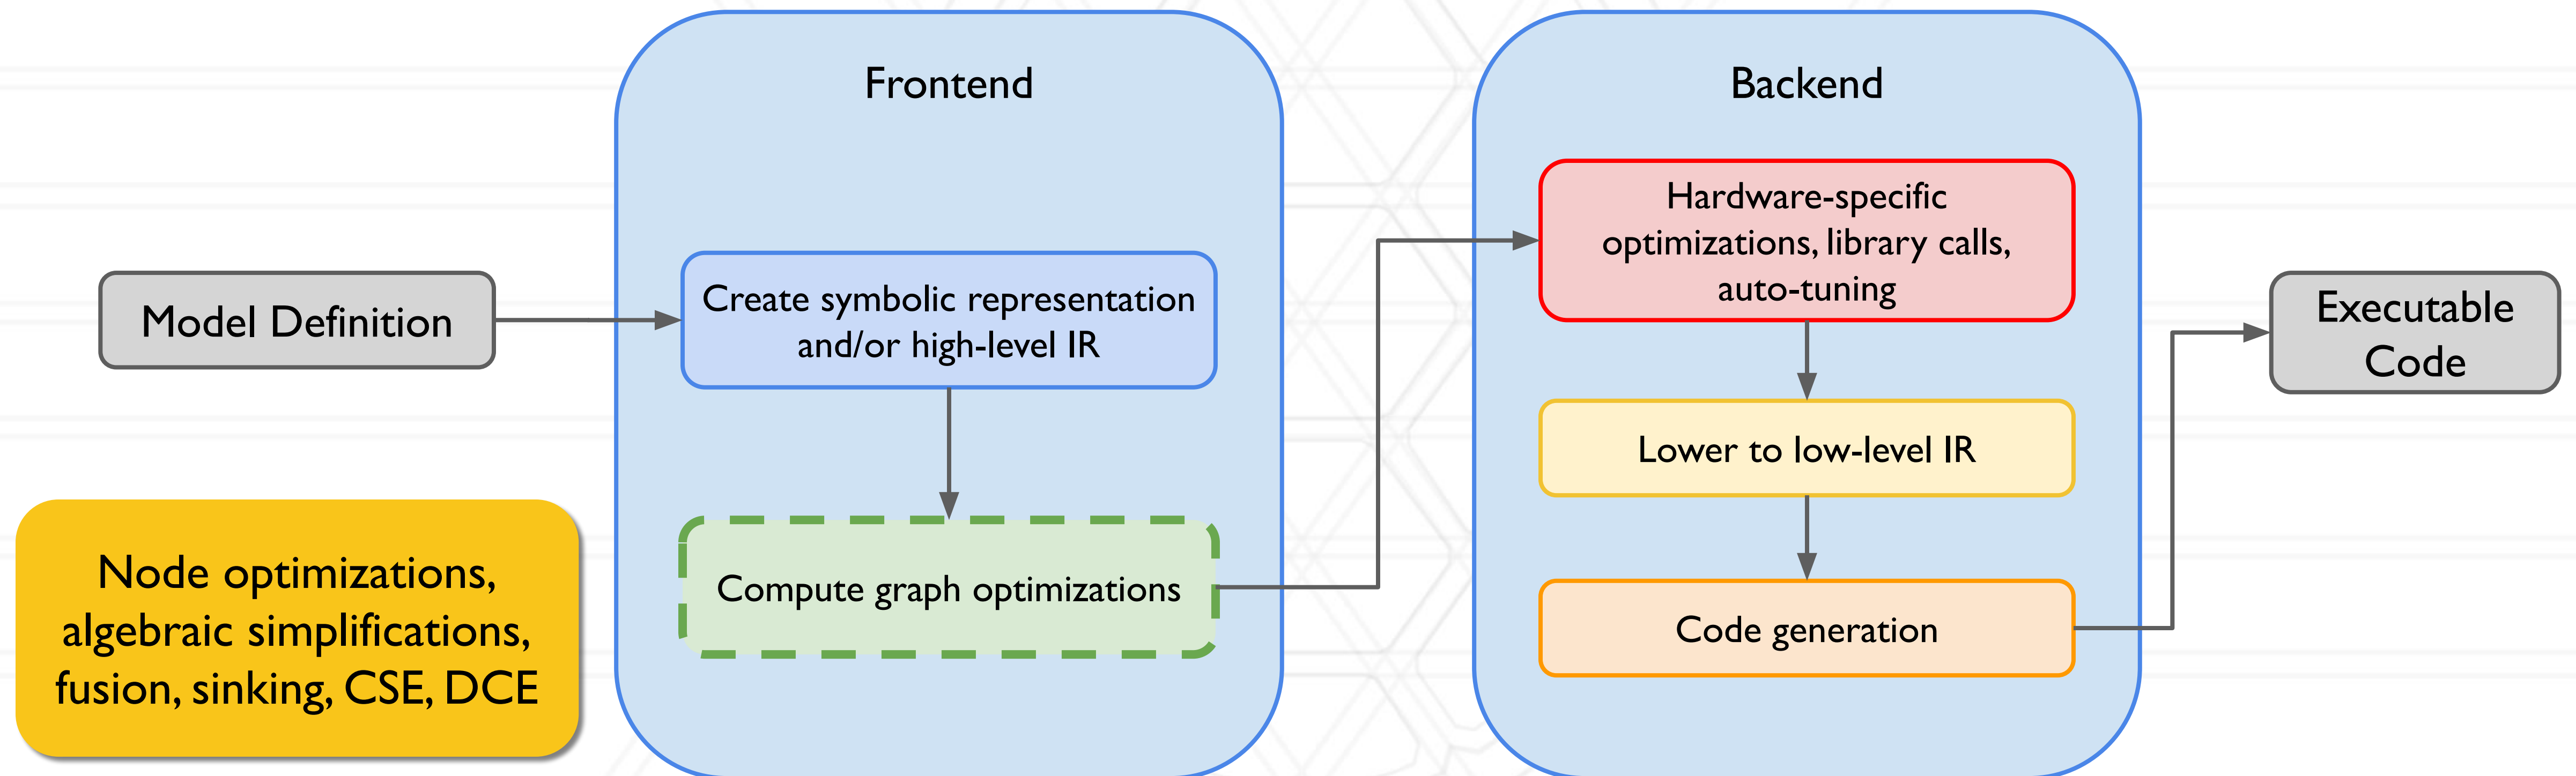 Frontend
Backend
Model Definition
Create symbolic representation
and/or high-level IR
Compute graph optimizations
Node optimizations,
algebraic simplifications,
fusion, sinking, CSE, DCE
Hardware-specific
optimizations, library calls,
auto-tuning
Lower to low-level IR
Code generation
Executable
Code